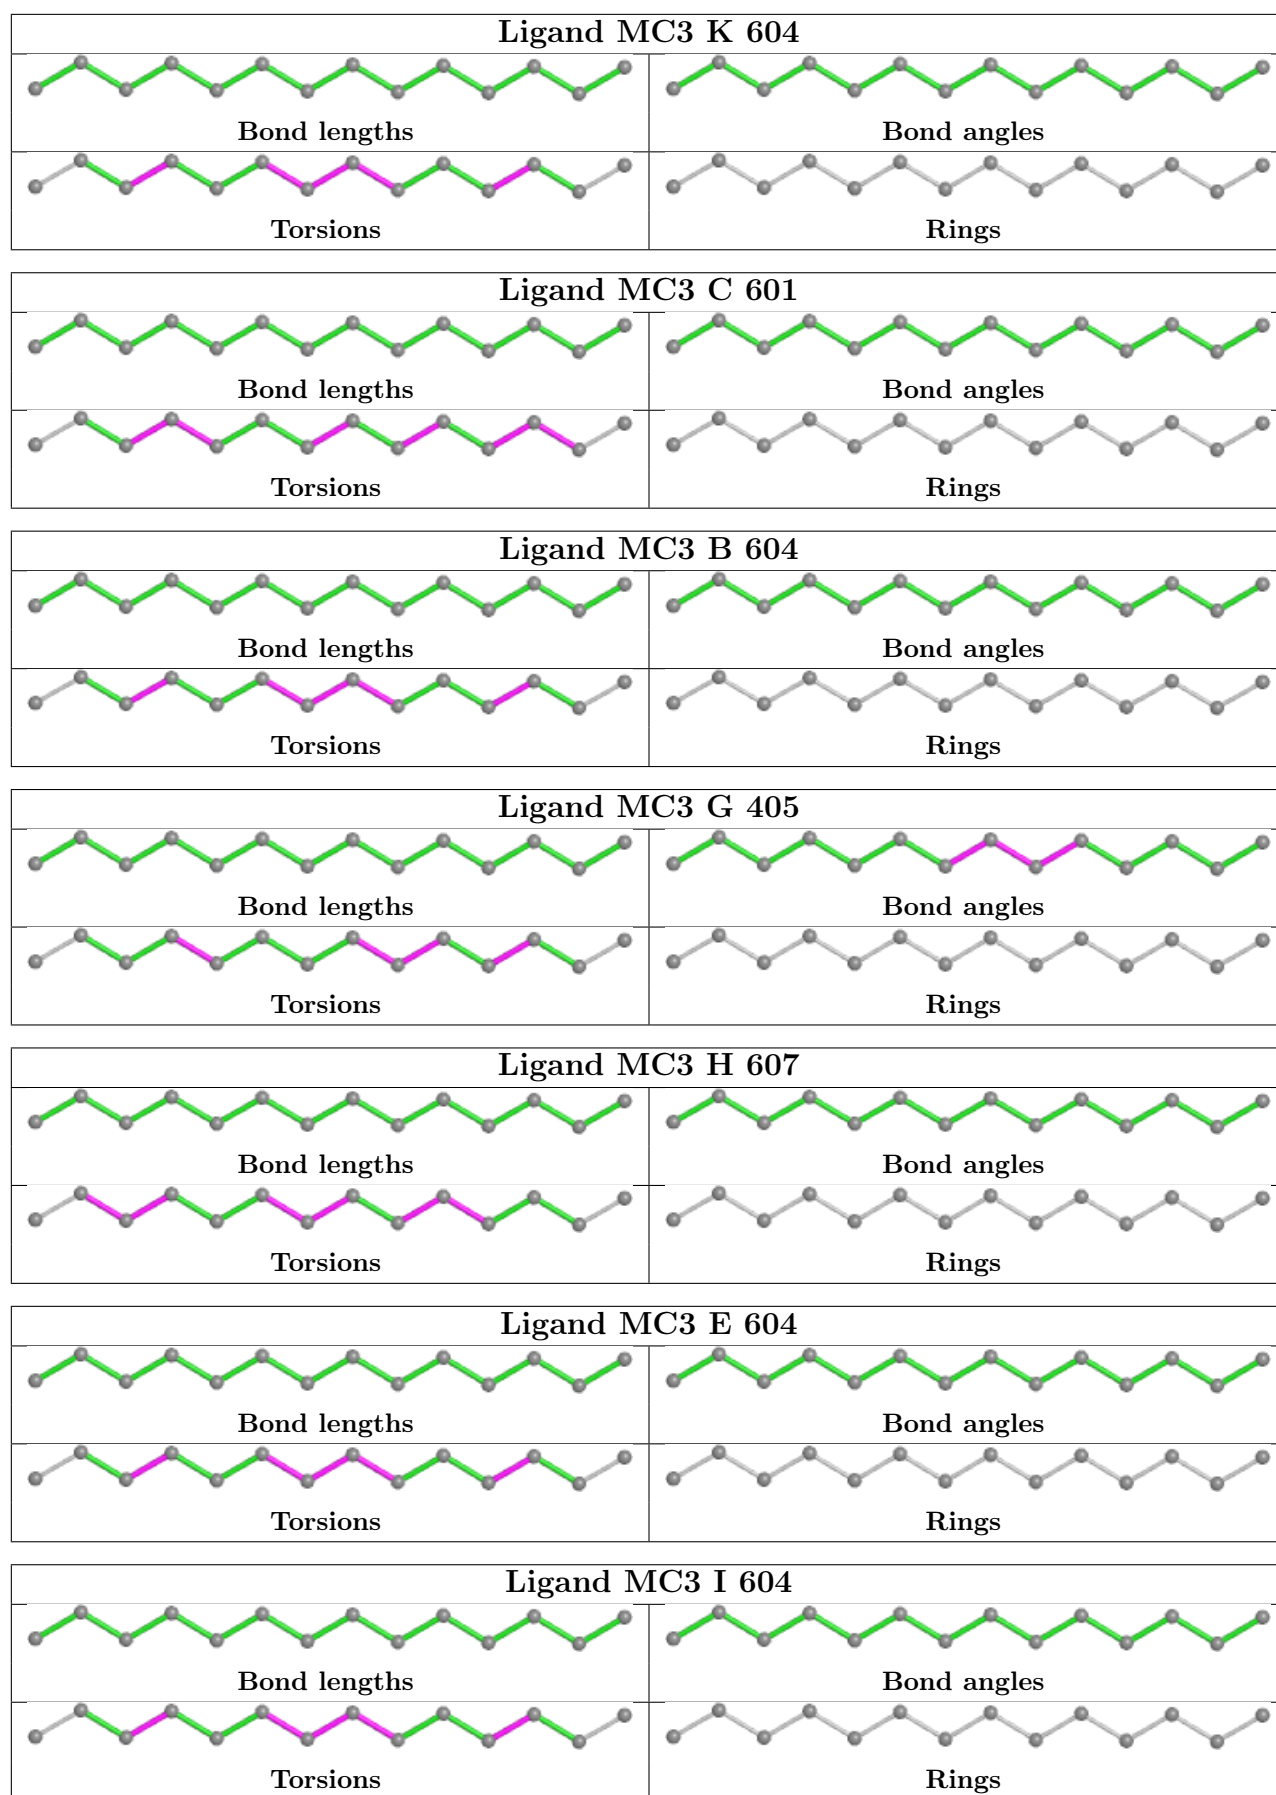 Ligand MC3 K 604
Bond lengths
Bond angles
Torsions
Rings
Ligand MC3 C 601
Bond lengths
Bond angles
Torsions
Rings
Ligand MC3 B 604
Bond lengths
Bond angles
Torsions
Rings
Ligand MC3 G 405
Bond lengths
Bond angles
Torsions
Rings
Ligand MC3 H 607
Bond lengths
Bond angles
Torsions
Rings
Ligand MC3 E 604
Bond lengths
Bond angles
Torsions
Rings
Ligand MC3 I 604
Bond lengths
Bond angles
Torsions
Rings